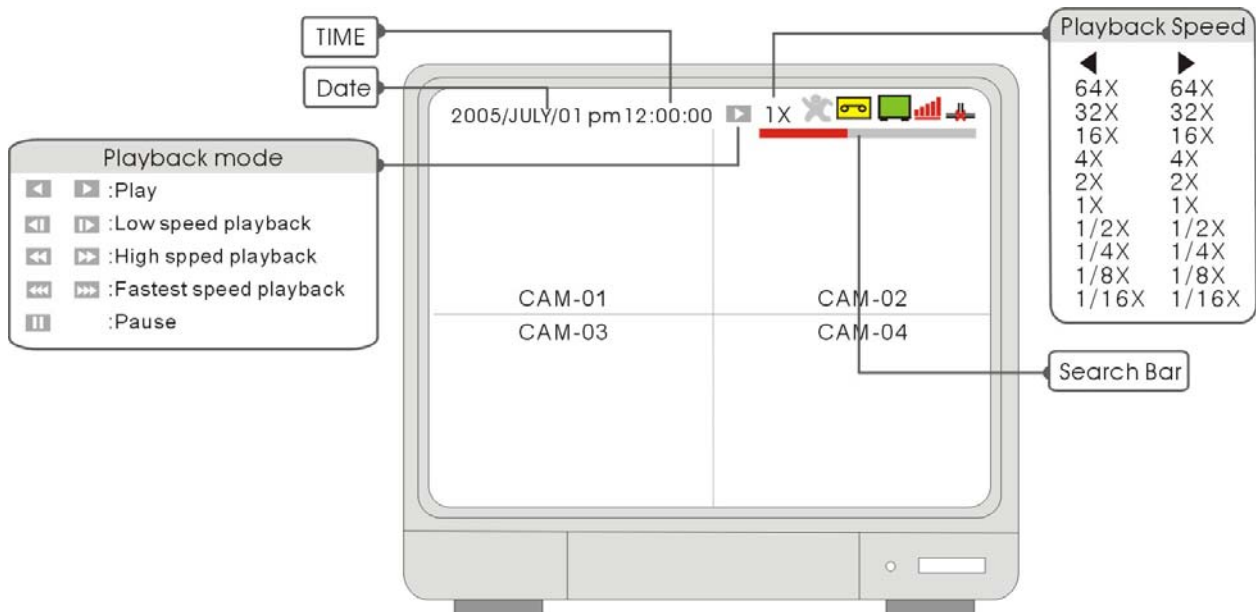 TIME
Date
2005/JULY/01 pm 12:00:00 1X
Playback mode
:Play
:Low speed playback
:High spped playback
:Fastest speed playback
:Pause
CAM-01 CAM-02
CAM-03 CAM-04
Playback Speed
64X 64X
32X 32X
16X 16X
4X 4X
2X 2X
1X 1X
1/2X 1/2X
1/4X 1/4X
1/8X 1/8X
1/16X 1/16X
Search Bar